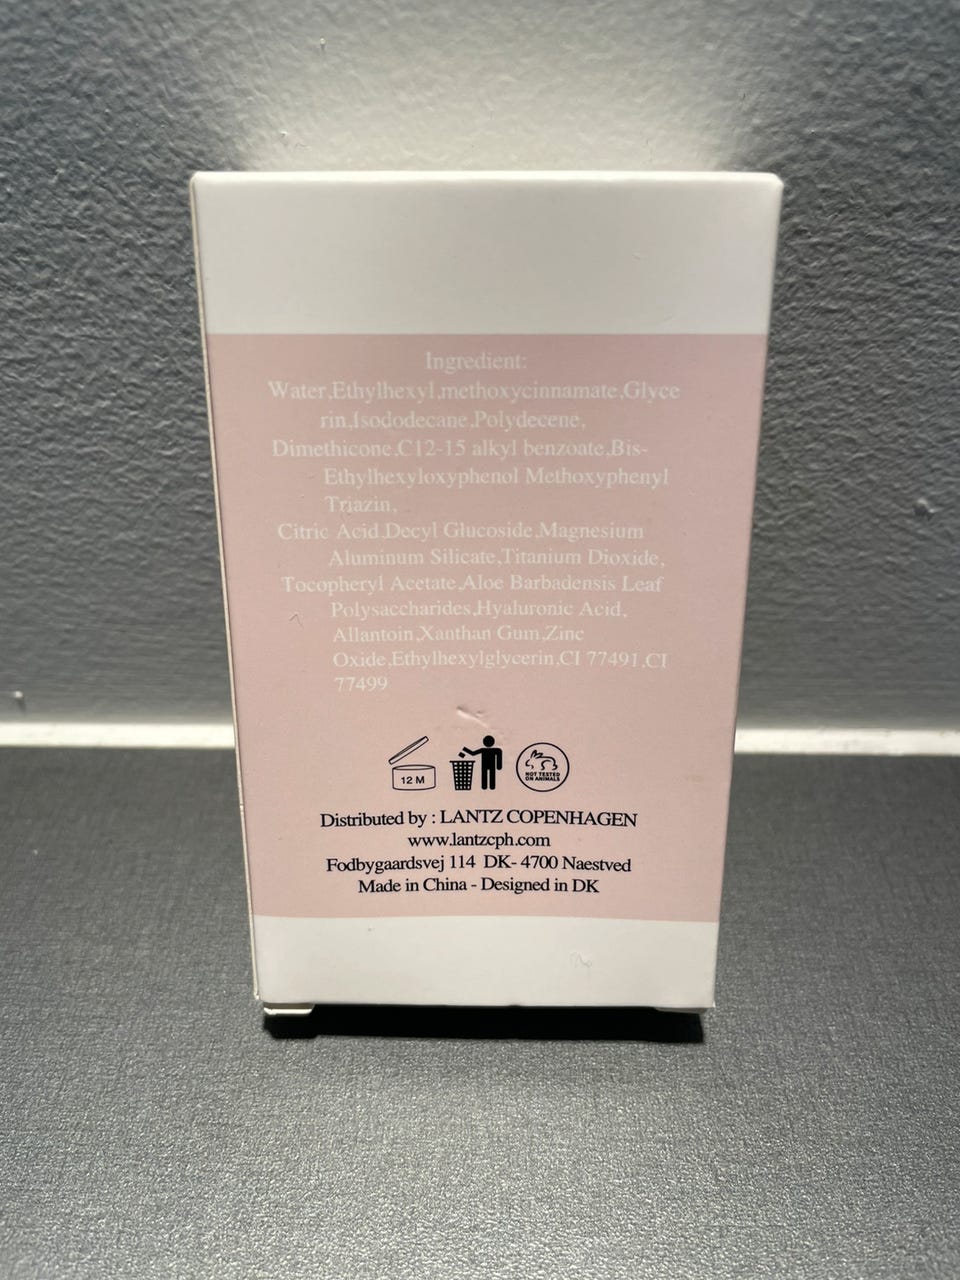 Ingredient:
Water,Ethylhexyl,methoxycinnamate,Glyce
rin,Isododecane,Polydecene,
Dimethicone,C12-15 alkyl benzoate,Bis-
Ethylhexyloxyphenol Methoxyphenyl
Triazin,
Citric Acid,Decyl Glucoside,Magnesium
Aluminum Silicate,Titanium Dioxide,
Tocopheryl Acetate,Aloe Barbadensis Leaf
Polysaccharides,Hyaluronic Acid,
Allantoin,Xanthan Gum,Zinc
Oxide,Ethylhexylglycerin,CI 77491,CI
77499
12 M
NOT TESTED
ON ANIMALS
Distributed by : LANTZ COPENHAGEN
www.lantzcph.com
Fodbygaardsvej 114 DK- 4700 Naestved
Made in China - Designed in DK